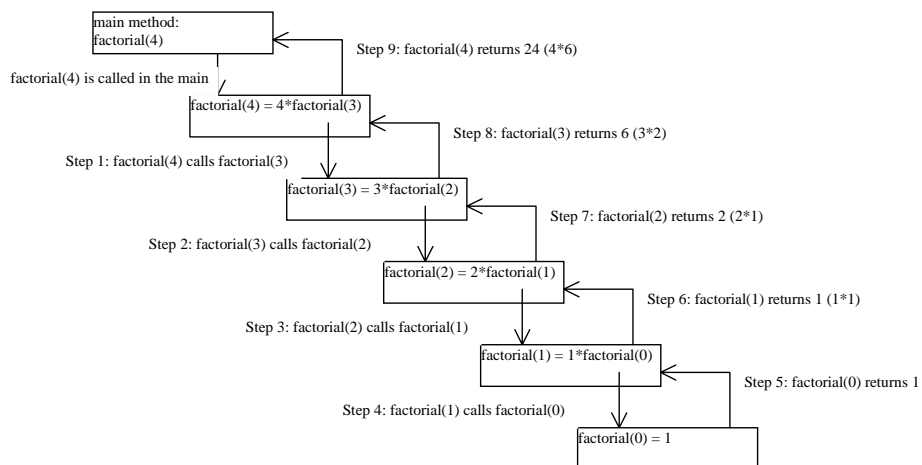 main method:
factorial(4)
Step 9: factorial(4) returns 24 (4*6)
factorial(4) is called in the main
factorial(4) = 4*factorial(3)
Step 8: factorial(3) returns 6 (3*2)
Step 1: factorial(4) calls factorial(3)
factorial(3) = 3*factorial(2)
Step 7: factorial(2) returns 2 (2*1)
Step 2: factorial(3) calls factorial(2)
factorial(2) = 2*factorial(1)
Step 6: factorial(1) returns 1 (1*1)
Step 3: factorial(2) calls factorial(1)
factorial(1) = 1*factorial(0)
Step 5: factorial(0) returns 1
Step 4: factorial(1) calls factorial(0)
factorial(0) = 1